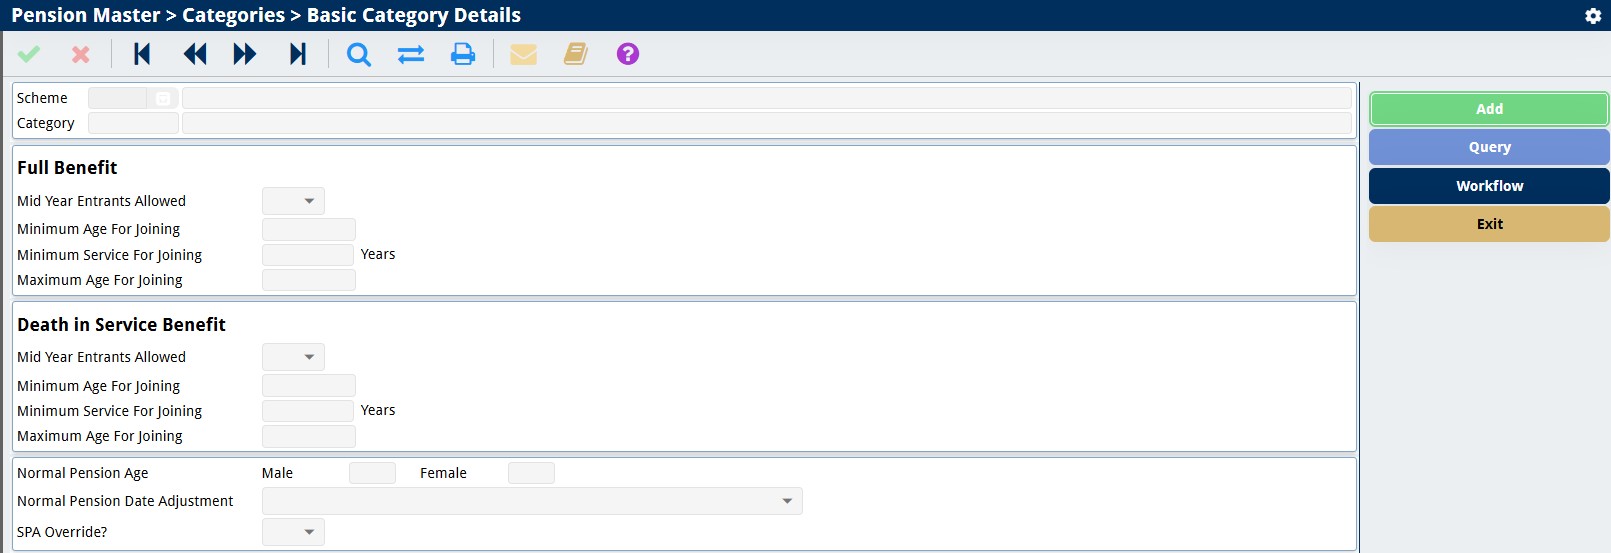 Pension Master > Categories > Basic Category Details
?
Scheme
Category
Add
Query
Workflow
Exit
Full Benefit
Mid Year Entrants Allowed
Minimum Age For Joining
Minimum Service For Joining Years
Maximum Age For Joining
Death in Service Benefit
Mid Year Entrants Allowed
Minimum Age For Joining
Minimum Service For Joining Years
Maximum Age For Joining
Normal Pension Age Male Female
Normal Pension Date Adjustment
SPA Override?